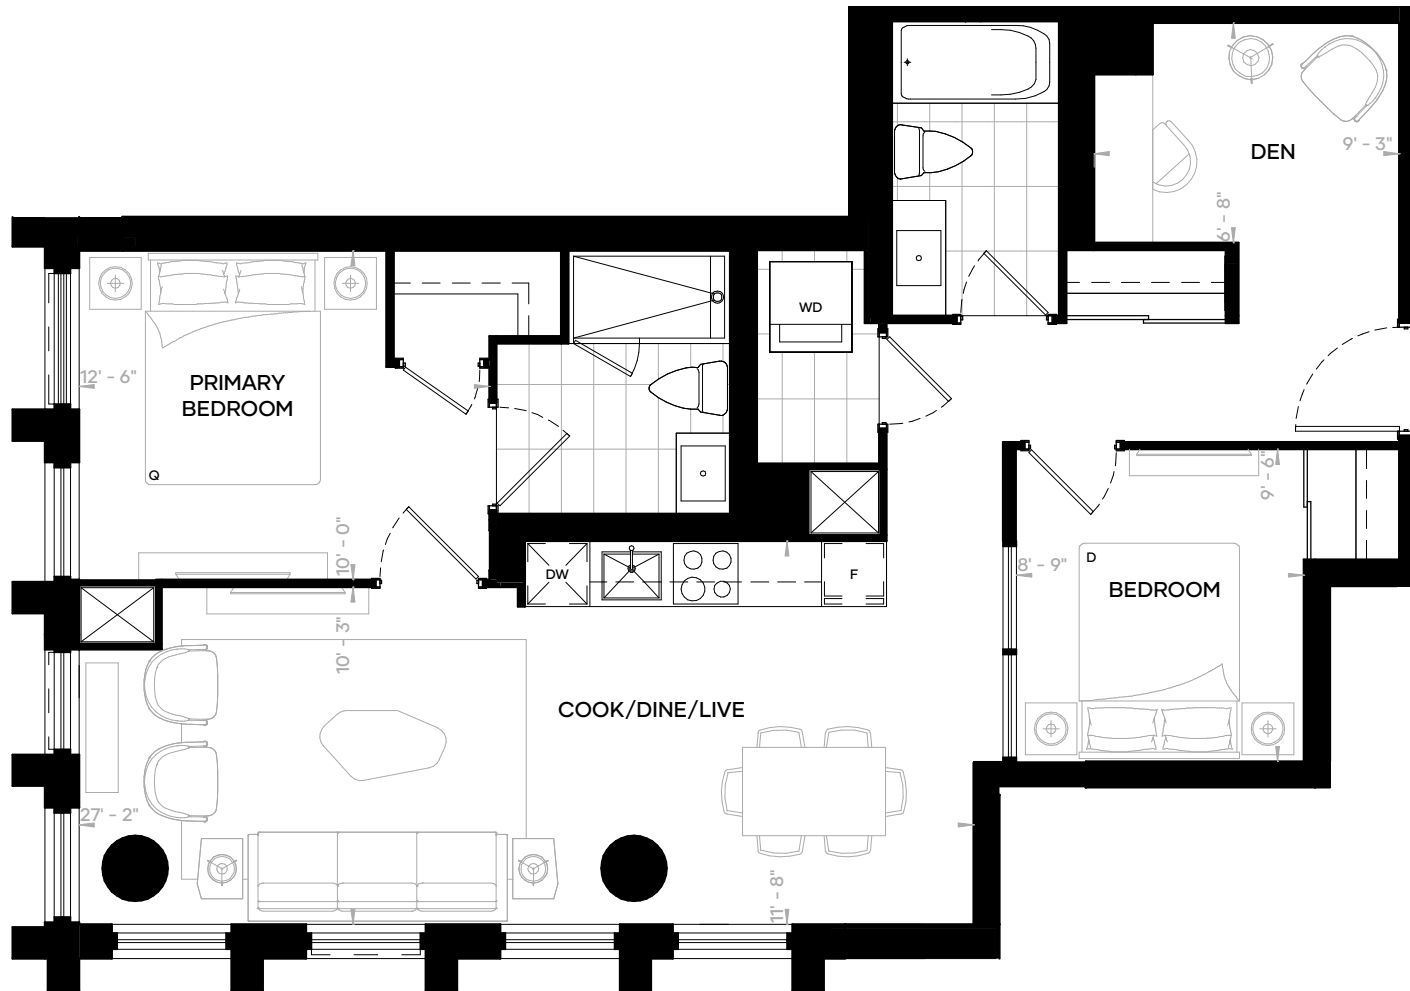 DEN
9' - 3"
6' - 8"
WD
12' - 6"
PRIMARY
BEDROOM
Q
10' - 0"
9' - 6"
8' - 9"
D
BEDROOM
DW
F
10' - 3"
COOK/DINE/LIVE
27' - 2"
11' - 8"